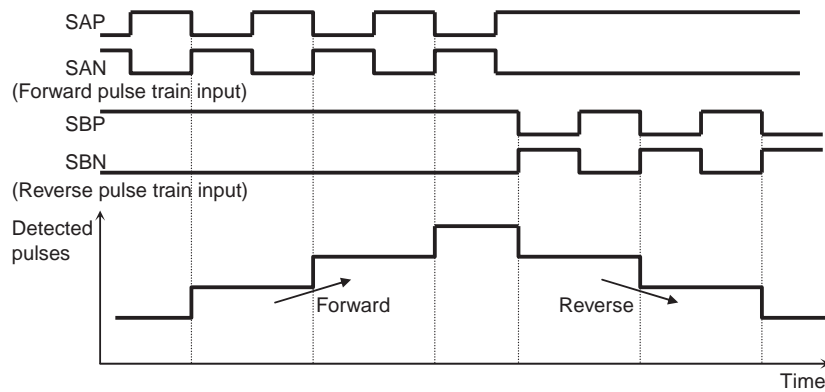 SAP
SAN
(Forward pulse train input)
SBP
SBN
(Reverse pulse train input)
Detected
pulses
Forward
Reverse
Time